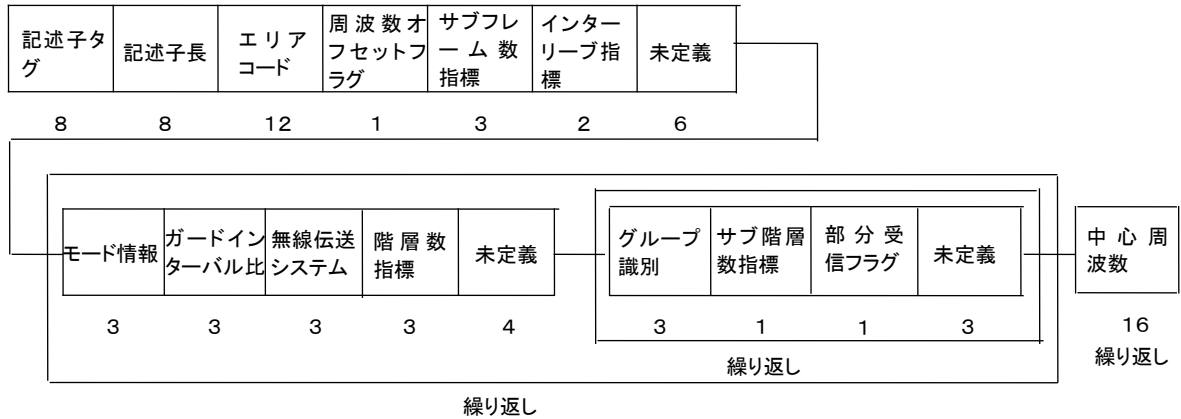 記述子タ
グ
記述子長
エリア
コード
周波数オ
フセットフ
ラグ
サブフレ
ーム数
指標
インタ
ーリーブ指
標
未定義
8
8
12
1
3
2
6
モード情報
ガードイン
ターバル比
無線伝送
システム
階層数
指標
未定義
グループ
識別
サブ階層
数指標
部分受
信フラグ
未定義
中心周
波数
3
3
3
3
4
3
1
1
3
16
繰り返し
繰り返し
繰り返し